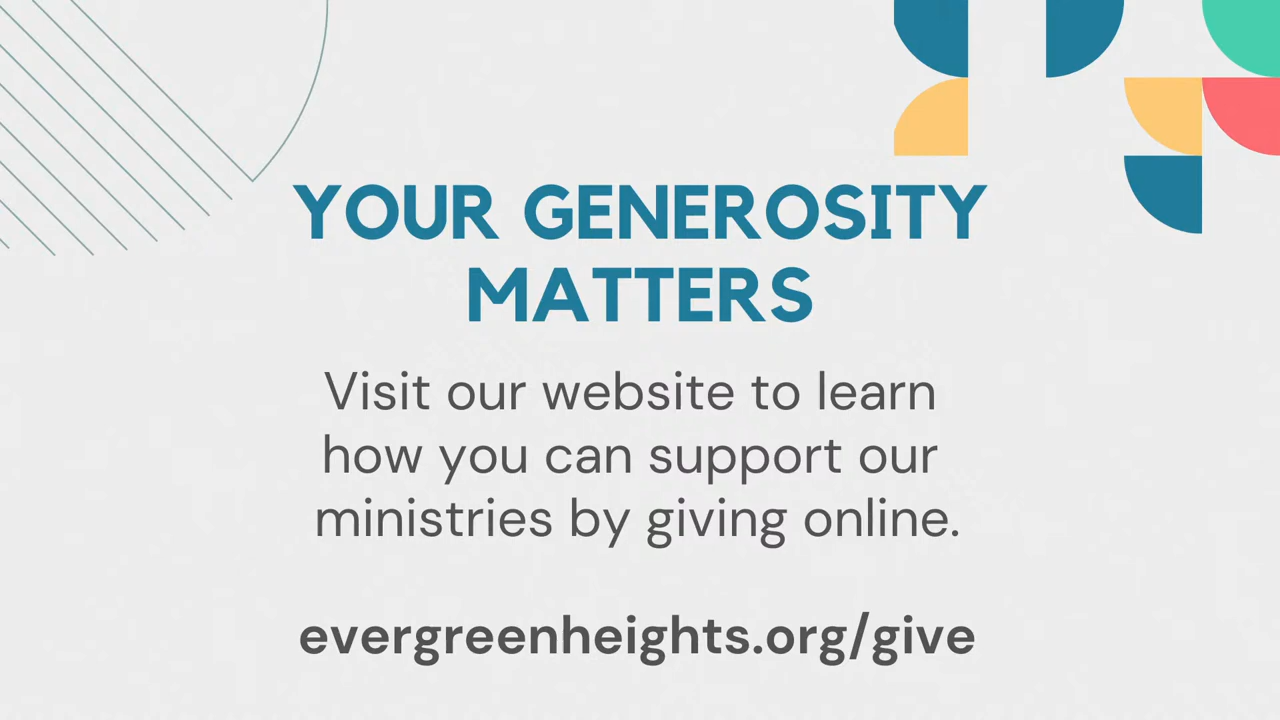 YOUR GENEROSITY
MATTERS
Visit our website to learn
how you can support our
ministries by giving online.
evergreenheights.org/give